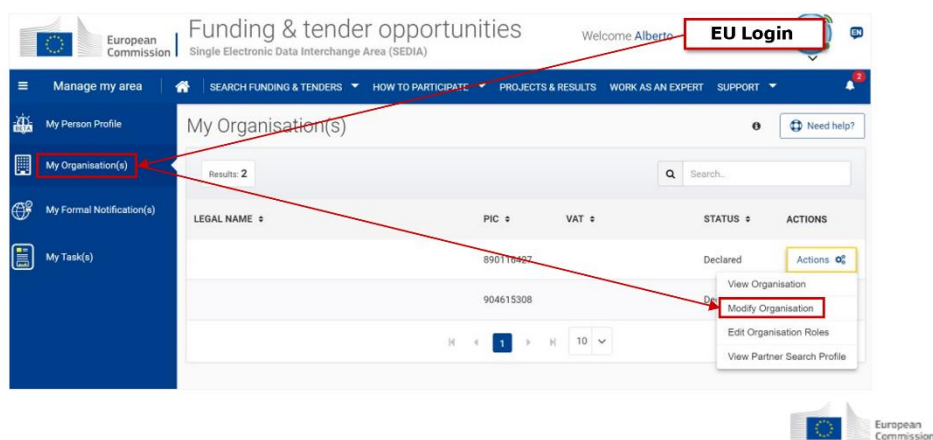 European
Commission
Funding & tender opportunities
Single Electronic Data Interchange Area (SEDIA)
Welcome Alberto
EU Login
EN
Manage my area
SEARCH FUNDING & TENDERS
HOW TO PARTICIPATE
PROJECTS & RESULTS
WORK AS AN EXPERT
SUPPORT
2
My Person Profile
My Organisation(s)
My Formal Notification(s)
My Task(s)
My Organisation(s)
Need help?
Results: 2
Search..
LEGAL NAME
PIC
VAT
STATUS
ACTIONS
890116427
Declared
Actions
904615308
View Organisation
Modify Organisation
Edit Organisation Roles
View Partner Search Profile
1
10
European
Commission